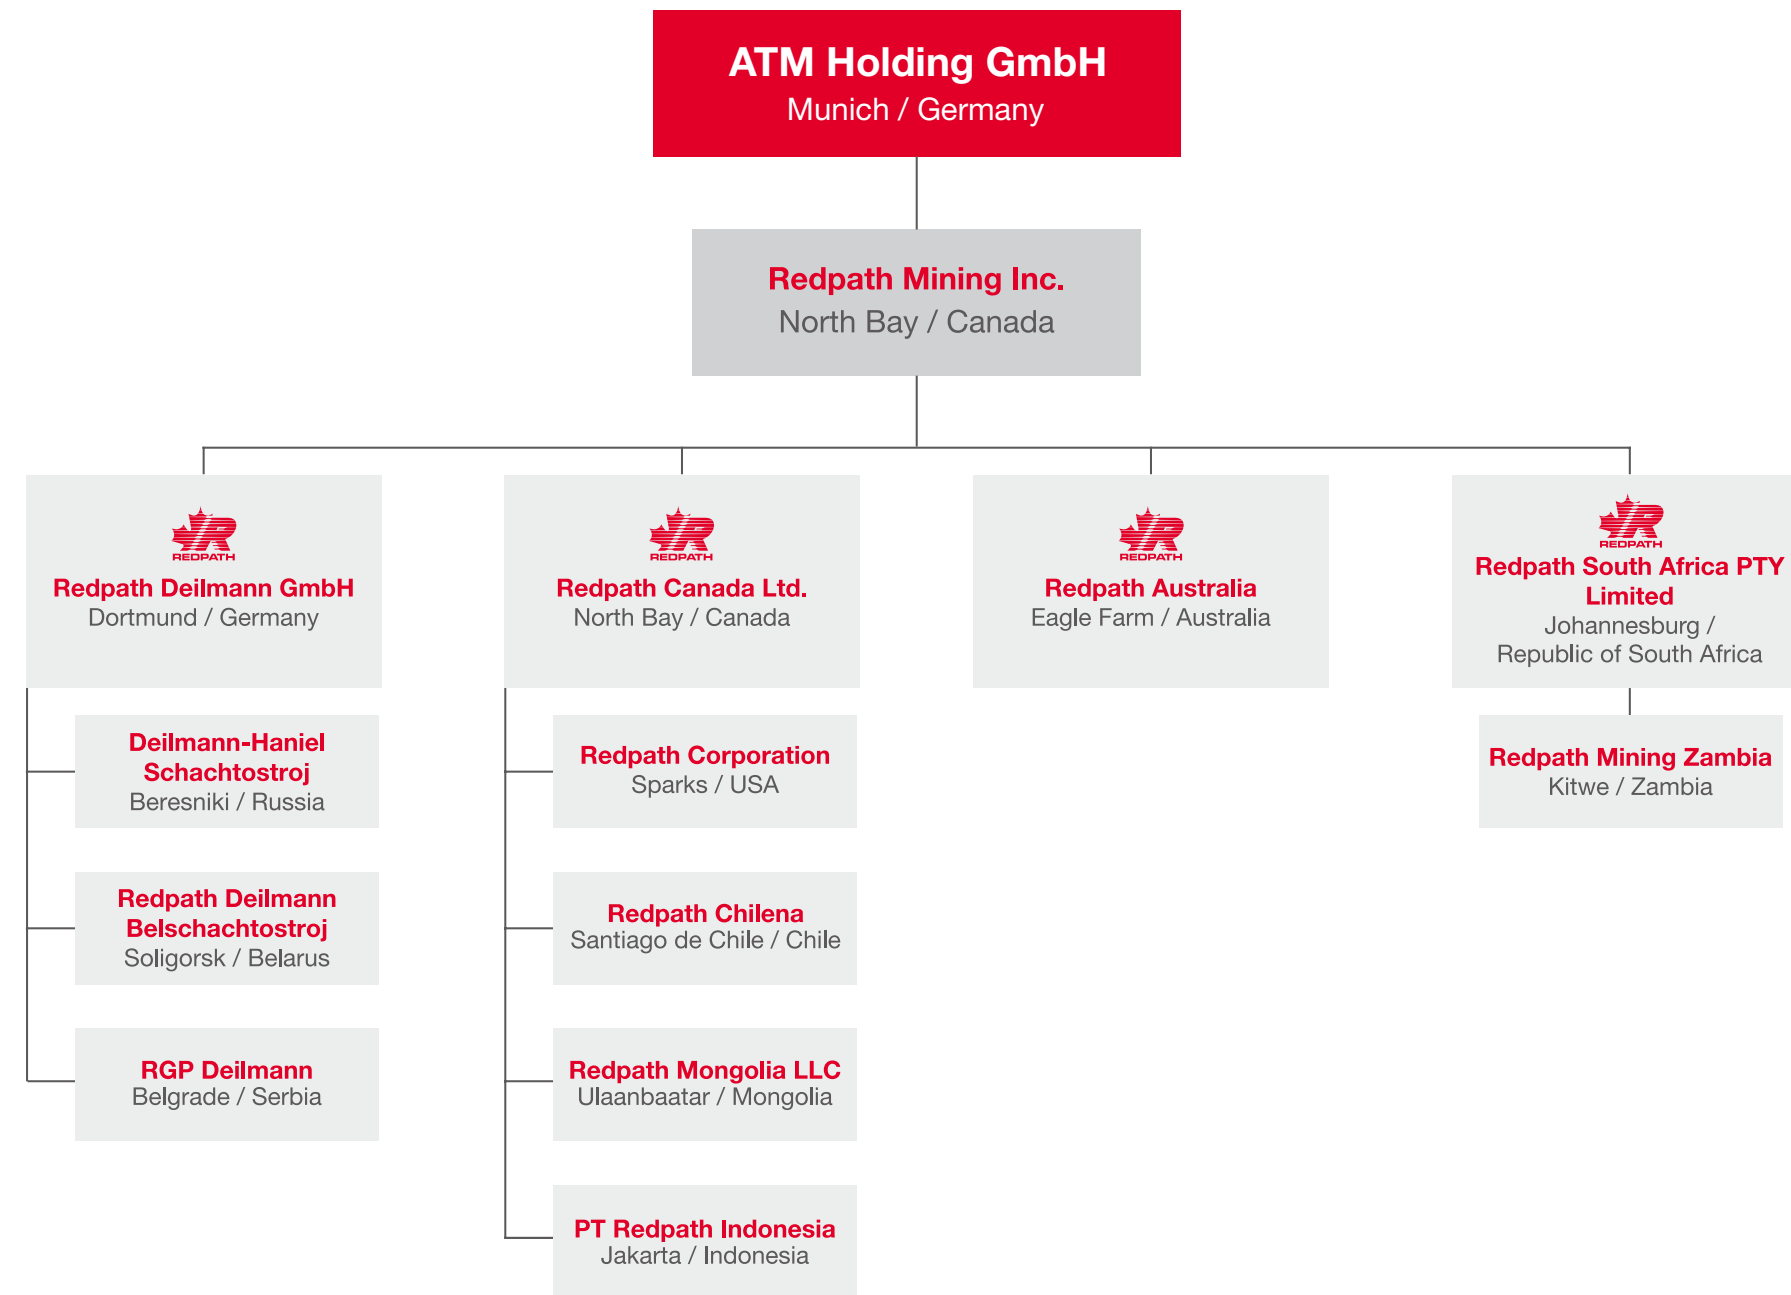 ATM Holding GmbH
Munich / Germany
Redpath Mining Inc.
North Bay / Canada
REDPATH
Redpath Deilmann GmbH
Dortmund / Germany
Deilmann-Haniel
Schachtostroj
Beresniki / Russia
Redpath Deilmann
Belschachtostroj
Soligorsk / Belarus
RGP Deilmann
Belgrade / Serbia
REDPATH
Redpath Canada Ltd.
North Bay / Canada
Redpath Corporation
Sparks / USA
Redpath Chilena
Santiago de Chile / Chile
Redpath Mongolia LLC
Ulaanbaatar / Mongolia
PT Redpath Indonesia
Jakarta / Indonesia
REDPATH
Redpath Australia
Eagle Farm / Australia
REDPATH
Redpath South Africa PTY
Limited
Johannesburg /
Republic of South Africa
Redpath Mining Zambia
Kitwe / Zambia